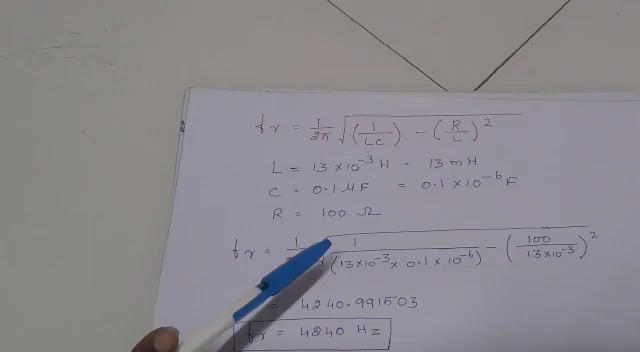 fr = 1/2π √(1/LC) - (R/L)²
L = 13 × 10⁻³ H - 13 mH
C = 0.1 μF = 0.1 × 10⁻⁶ F
R = 100 Ω
fr = 1 √1/(13×10⁻³ × 0.1 × 10⁻⁶) - (100/13×10⁻³)²
= 4240.991503
fr = 4240 Hz